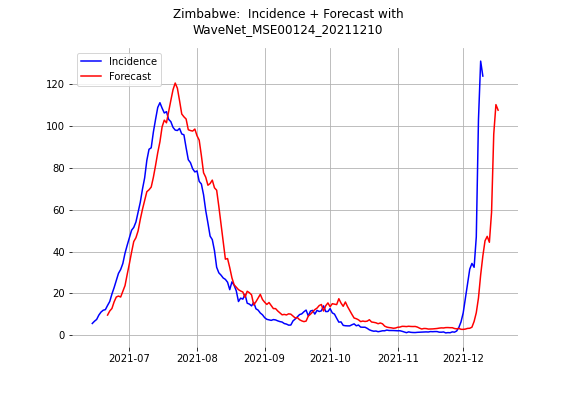 Zimbabwe:  Incidence + Forecast with
WaveNet_MSE00124_20211210
Incidence
Forecast
120
100
80
60
40
20
0
2021-07 2021-08 2021-09 2021-10 2021-11 2021-12